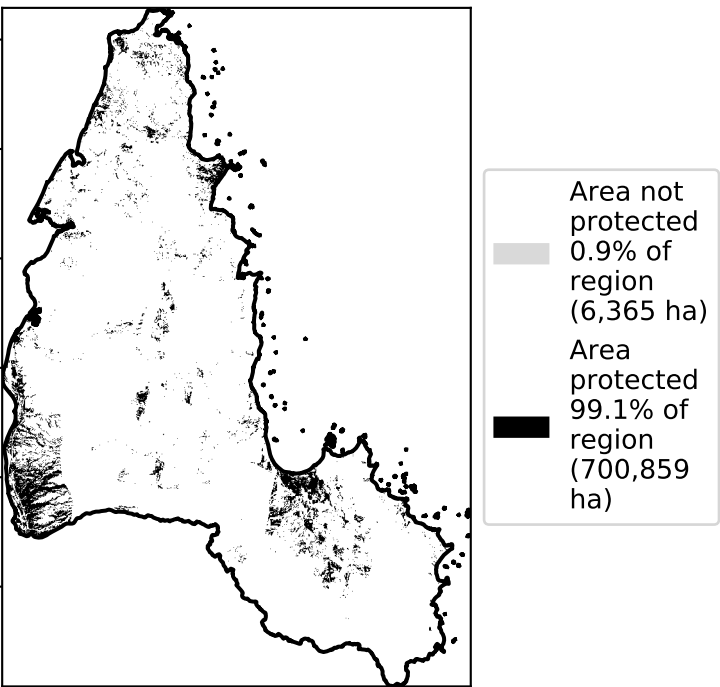 Area not
protected
0.9% of
region
(6,365 ha)
Area
protected
99.1% of
region
(700,859
ha)